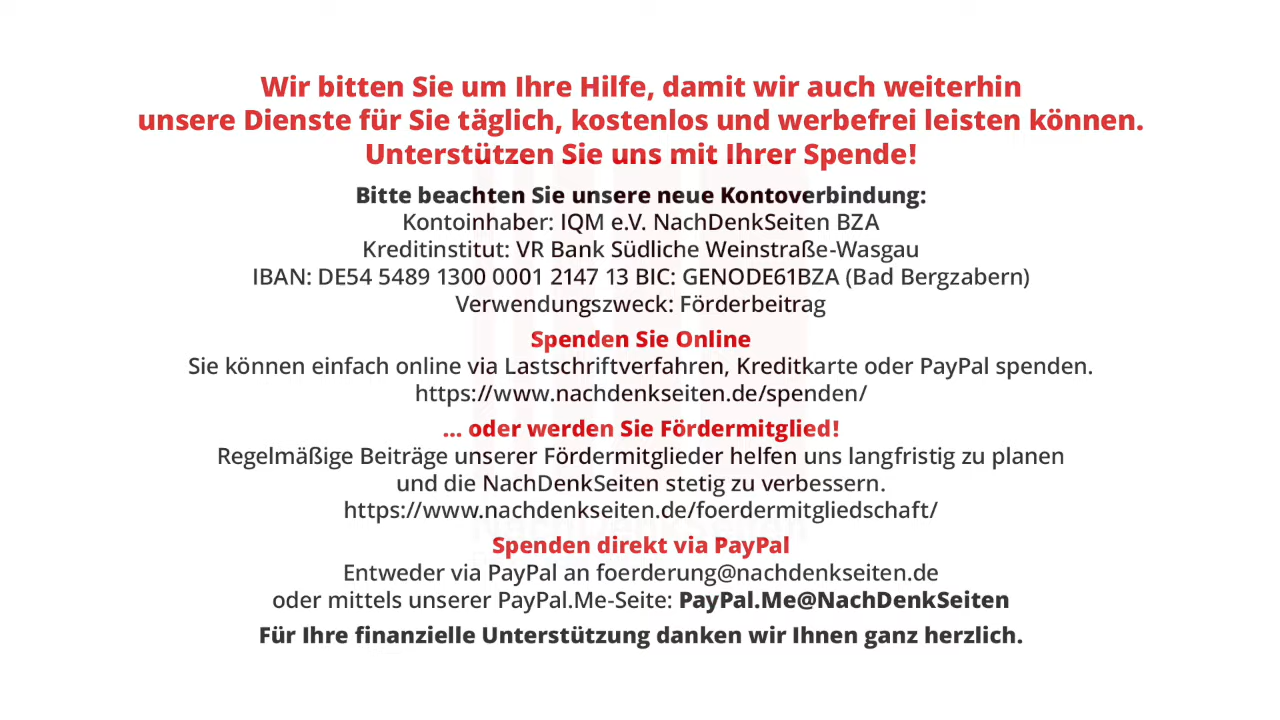 Wir bitten Sie um Ihre Hilfe, damit wir auch weiterhin
unsere Dienste für Sie täglich, kostenlos und werbefrei leisten können.
Unterstützen Sie uns mit Ihrer Spende!
Bitte beachten Sie unsere neue Kontoverbindung:
Kontoinhaber: IQM e.V. NachDenkSeiten BZA
Kreditinstitut: VR Bank Südliche Weinstraße-Wasgau
IBAN: DE54 5489 1300 0001 2147 13 BIC: GENODE61BZA (Bad Bergzabern)
Verwendungszweck: Förderbeitrag
Spenden Sie Online
Sie können einfach online via Lastschriftverfahren, Kreditkarte oder PayPal spenden.
https://www.nachdenkseiten.de/spenden/
... oder werden Sie Fördermitglied!
Regelmäßige Beiträge unserer Fördermitglieder helfen uns langfristig zu planen
und die NachDenkSeiten stetig zu verbessern.
https://www.nachdenkseiten.de/foerdermitgliedschaft/
Spenden direkt via PayPal
Entweder via PayPal an foerderung@nachdenkseiten.de
oder mittels unserer PayPal.Me-Seite: PayPal.Me@NachDenkSeiten
Für Ihre finanzielle Unterstützung danken wir Ihnen ganz herzlich.